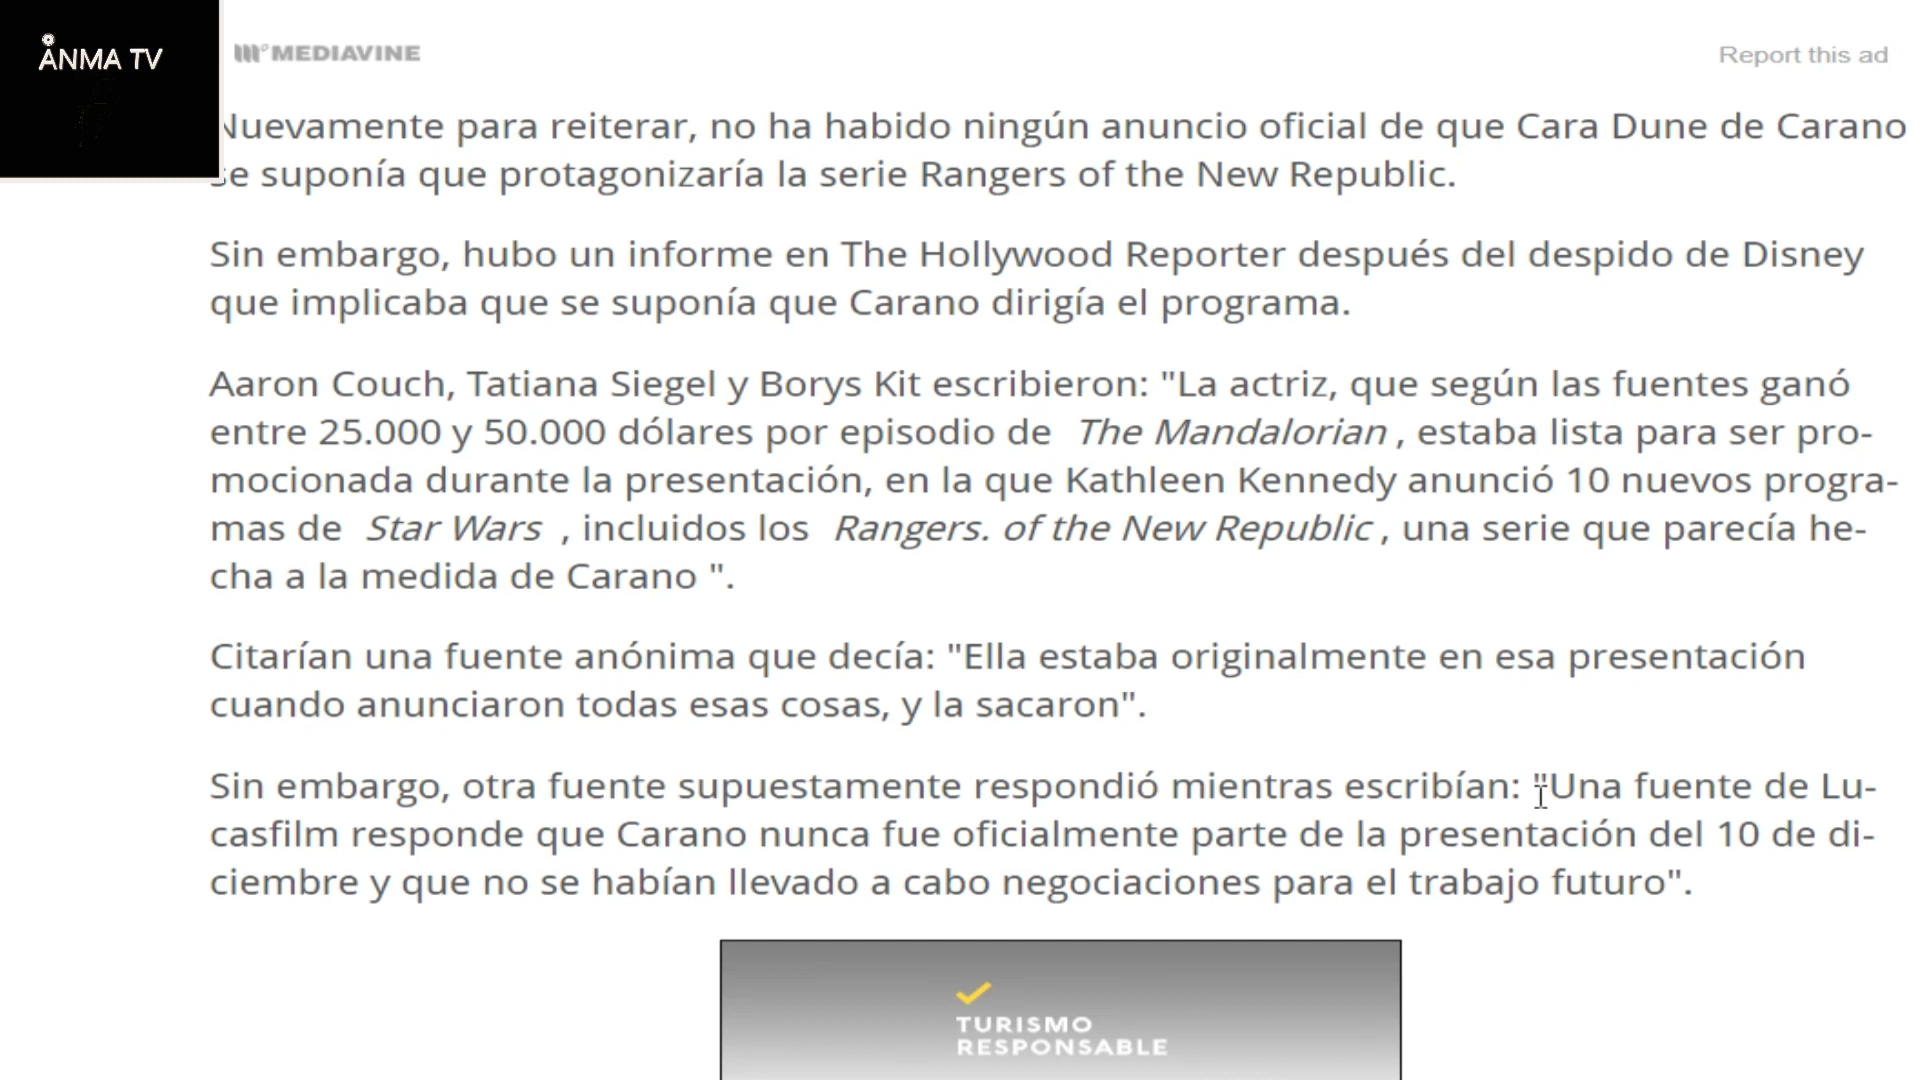 ÅNMA TV
MEDIAVINE
Report this ad
Nuevamente para reiterar, no ha habido ningún anuncio oficial de que Cara Dune de Carano
se suponía que protagonizaría la serie Rangers of the New Republic.
Sin embargo, hubo un informe en The Hollywood Reporter después del despido de Disney
que implicaba que se suponía que Carano dirigía el programa.
Aaron Couch, Tatiana Siegel y Borys Kit escribieron: "La actriz, que según las fuentes ganó
entre 25.000 y 50.000 dólares por episodio de The Mandalorian , estaba lista para ser pro-
mocionada durante la presentación, en la que Kathleen Kennedy anunció 10 nuevos progra-
mas de Star Wars , incluidos los Rangers. of the New Republic , una serie que parecía he-
cha a la medida de Carano ".
Citarían una fuente anónima que decía: "Ella estaba originalmente en esa presentación
cuando anunciaron todas esas cosas, y la sacaron".
Sin embargo, otra fuente supuestamente respondió mientras escribían: "Una fuente de Lu-
casfilm responde que Carano nunca fue oficialmente parte de la presentación del 10 de di-
ciembre y que no se habían llevado a cabo negociaciones para el trabajo futuro".
TURISMO
RESPONSABLE